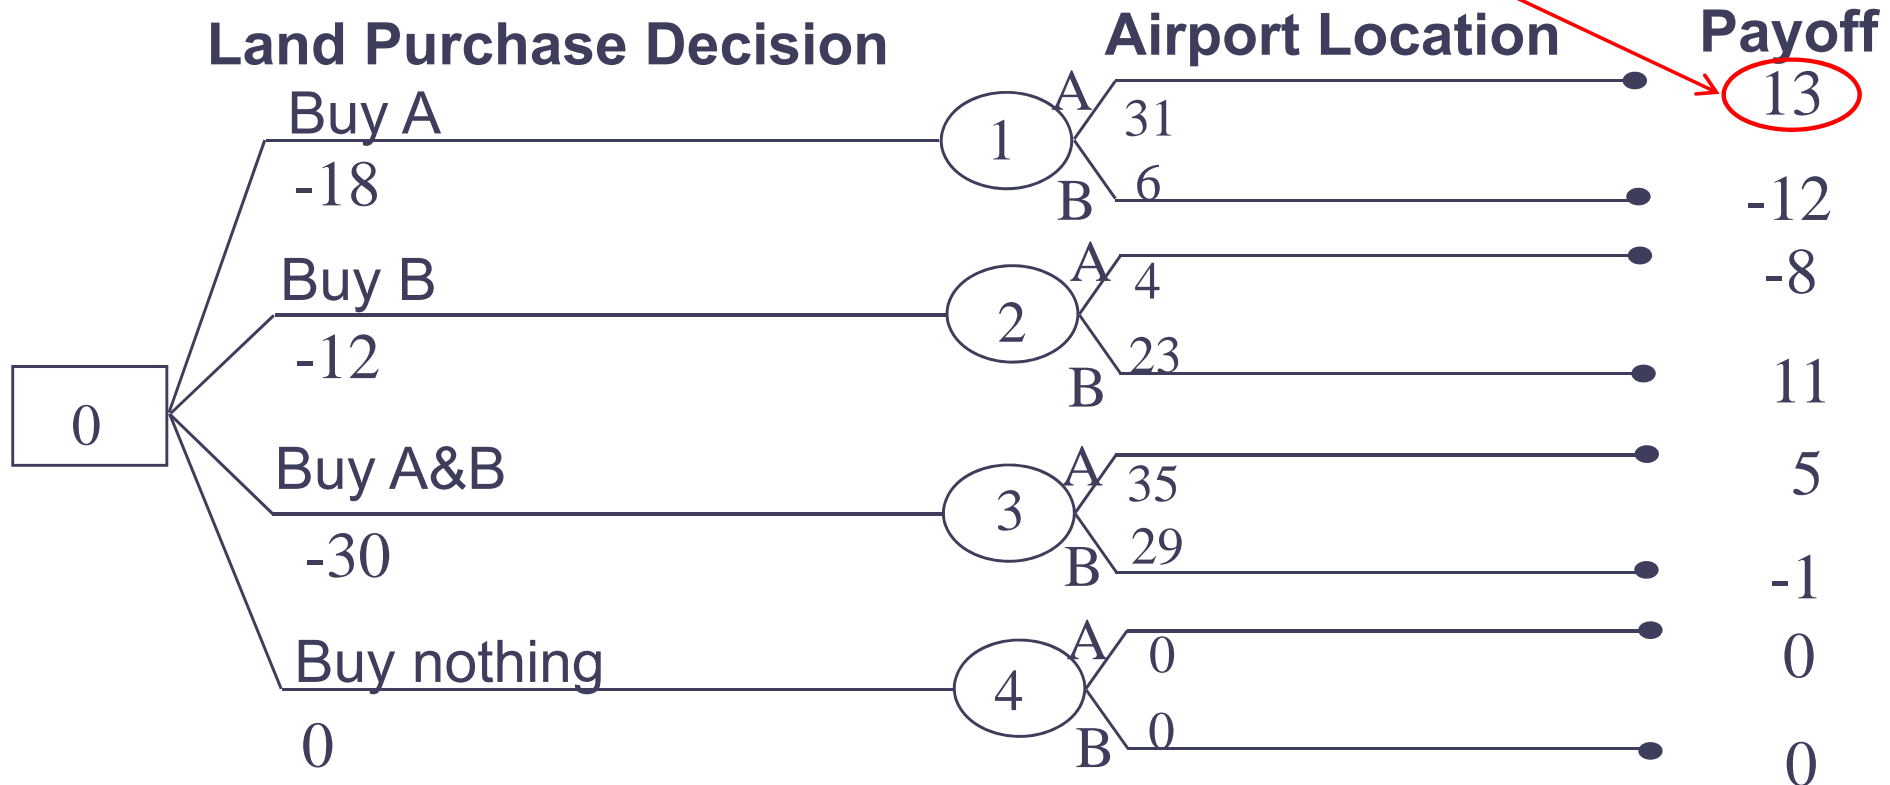 Land Purchase Decision Airport Location Payoff
Buy A 1 A 31 13
-18 B 6 -12
Buy B 2 A 4 -8
-12 B 23 11
0
Buy A&B 3 A 35 5
-30 B 29 -1
Buy nothing 4 A 0 0
0 B 0 0